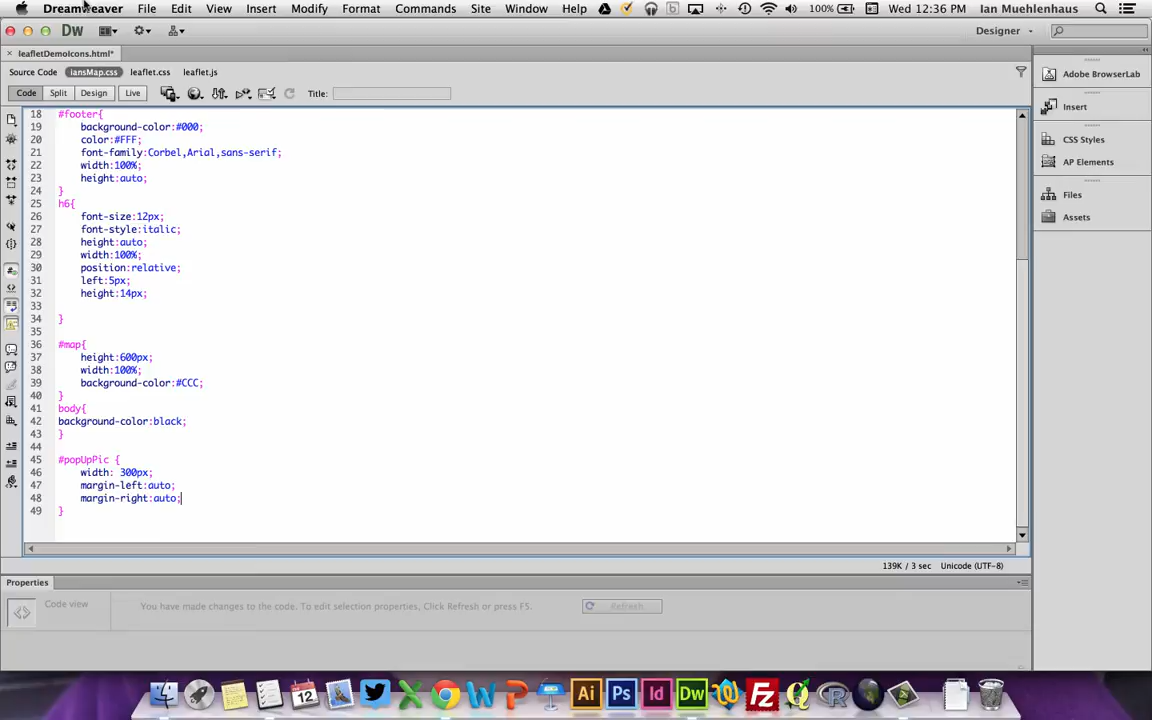 Dreamweaver File Edit View Insert Modify Format Commands Site Window Help 100% Wed 12:36 PM Ian Muehlenhaus
Dw Designer
leafletDemoIcons.html*
Source Code iansMap.css leaflet.css leaflet.js
Code Split Design Live Title:
18 #footer{
19 background-color:#000;
20 color:#FFF;
21 font-family:Corbel,Arial,sans-serif;
22 width:100%;
23 height:auto;
24 }
25 h6{
26 font-size:12px;
27 font-style:italic;
28 height:auto;
29 width:100%;
30 position:relative;
31 left:5px;
32 height:14px;
33
34 }
35
36 #map{
37 height:600px;
38 width:100%;
39 background-color:#CCC;
40 }
41 body{
42 background-color:black;
43 }
44
45 #popUpPic {
46 width: 300px;
47 margin-left:auto;
48 margin-right:auto;
49 }
139K / 3 sec Unicode (UTF-8)
Properties
Code view You have made changes to the code. To edit selection properties, Click Refresh or press F5. Refresh
Adobe BrowserLab
Insert
CSS Styles
AP Elements
Files
Assets
12 Ai Ps Id Dw Fz R